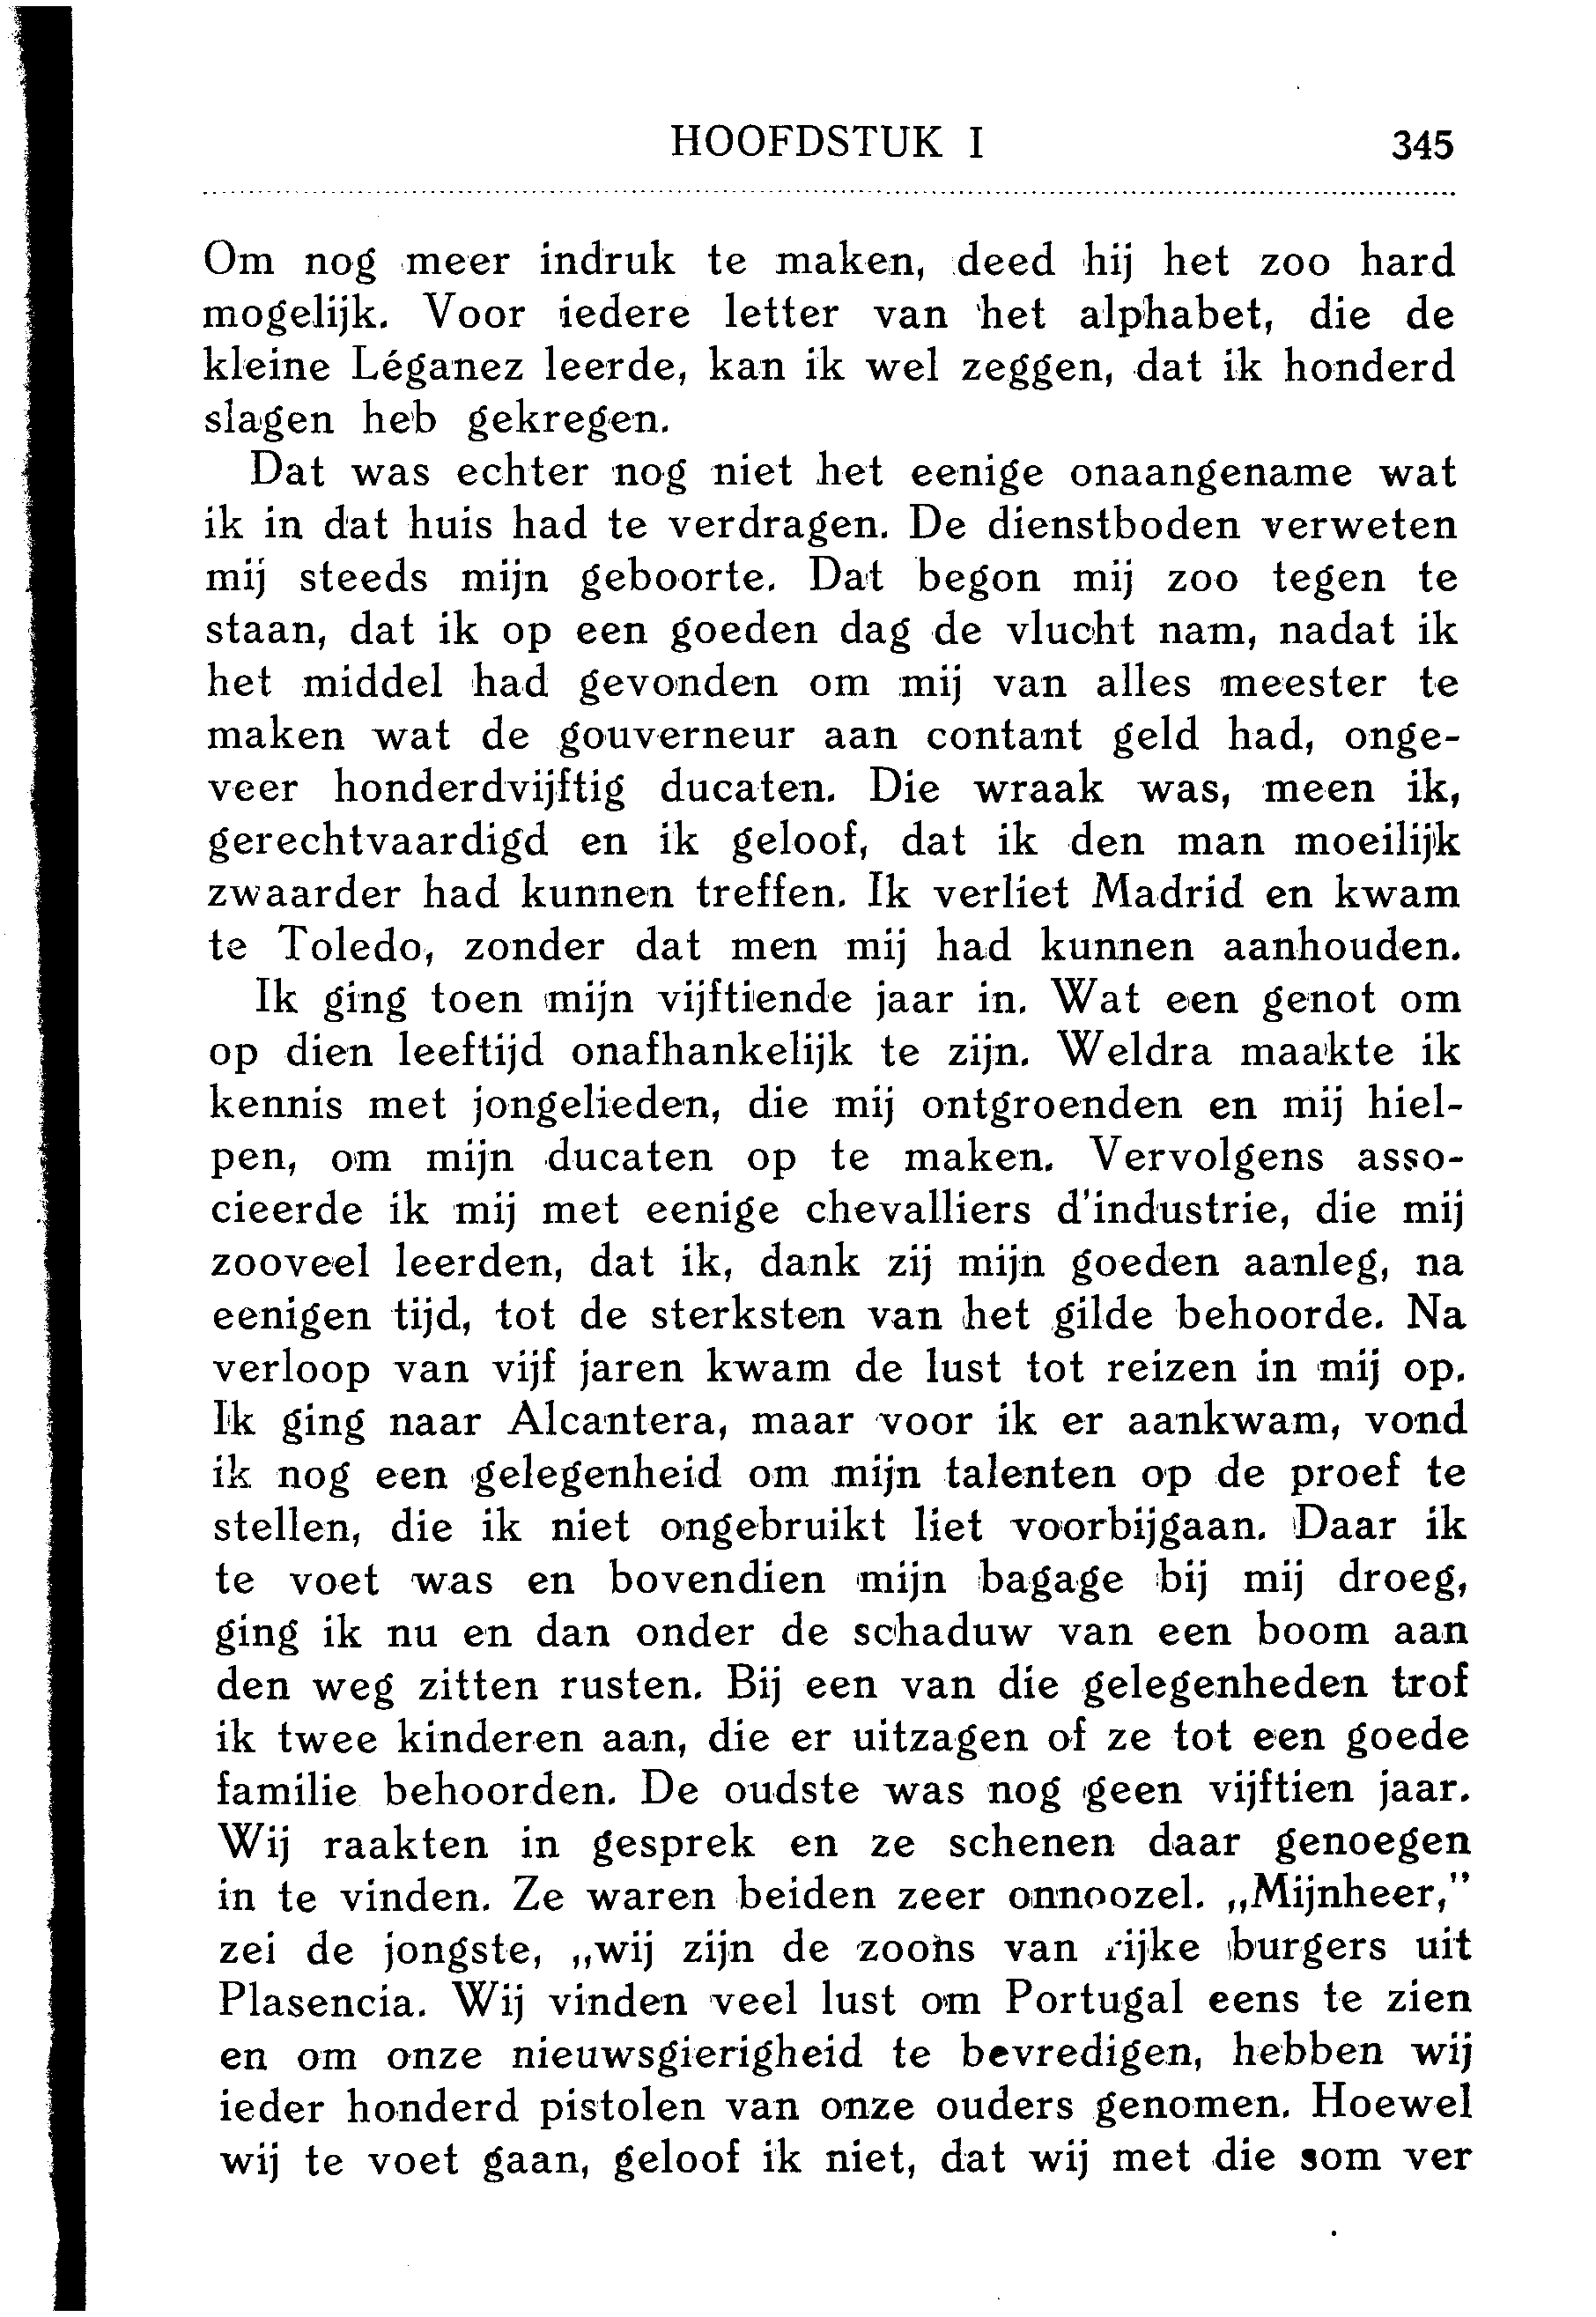 HOOFDSTUK I 345
Om nog meer indruk te maken, deed hij het zoo hard
mogelijk. Voor iedere letter van het alphabet, die de
kleine Léganez leerde, kan ik wel zeggen, dat ik honderd
slagen heb gekregen.
Dat was echter nog niet het eenige onaangename wat
ik in dat huis had te verdragen. De dienstboden verweten
mij steeds mijn geboorte. Dat begon mij zoo tegen te
staan, dat ik op een goeden dag de vlucht nam, nadat ik
het middel had gevonden om mij van alles meester te
maken wat de gouverneur aan contant geld had, onge-
veer honderdvijftig ducaten. Die wraak was, meen ik,
gerechtvaardigd en ik geloof, dat ik den man moeilijk
zwaarder had kunnen treffen. Ik verliet Madrid en kwam
te Toledo, zonder dat men mij had kunnen aanhouden.
Ik ging toen mijn vijftiende jaar in. Wat een genot om
op dien leeftijd onafhankelijk te zijn. Weldra maakte ik
kennis met jongelieden, die mij ontgroenden en mij hiel-
pen, om mijn ducaten op te maken. Vervolgens asso-
cieerde ik mij met eenige chevalliers d'industrie, die mij
zooveel leerden, dat ik, dank zij mijn goeden aanleg, na
eenigen tijd, tot de sterksten van het gilde behoorde. Na
verloop van vijf jaren kwam de lust tot reizen in mij op.
Ik ging naar Alcantera, maar voor ik er aankwam, vond
ik nog een gelegenheid om mijn talenten op de proef te
stellen, die ik niet ongebruikt liet voorbijgaan. Daar ik
te voet was en bovendien mijn bagage bij mij droeg,
ging ik nu en dan onder de schaduw van een boom aan
den weg zitten rusten. Bij een van die gelegenheden trof
ik twee kinderen aan, die er uitzagen of ze tot een goede
familie behoorden. De oudste was nog geen vijftien jaar.
Wij raakten in gesprek en ze schenen daar genoegen
in te vinden. Ze waren beiden zeer onnoozel. „Mijnheer,”
zei de jongste, „wij zijn de zoons van rijke burgers uit
Plasencia. Wij vinden veel lust om Portugal eens te zien
en om onze nieuwsgierigheid te bevredigen, hebben wij
ieder honderd pistolen van onze ouders genomen. Hoewel
wij te voet gaan, geloof ik niet, dat wij met die som ver